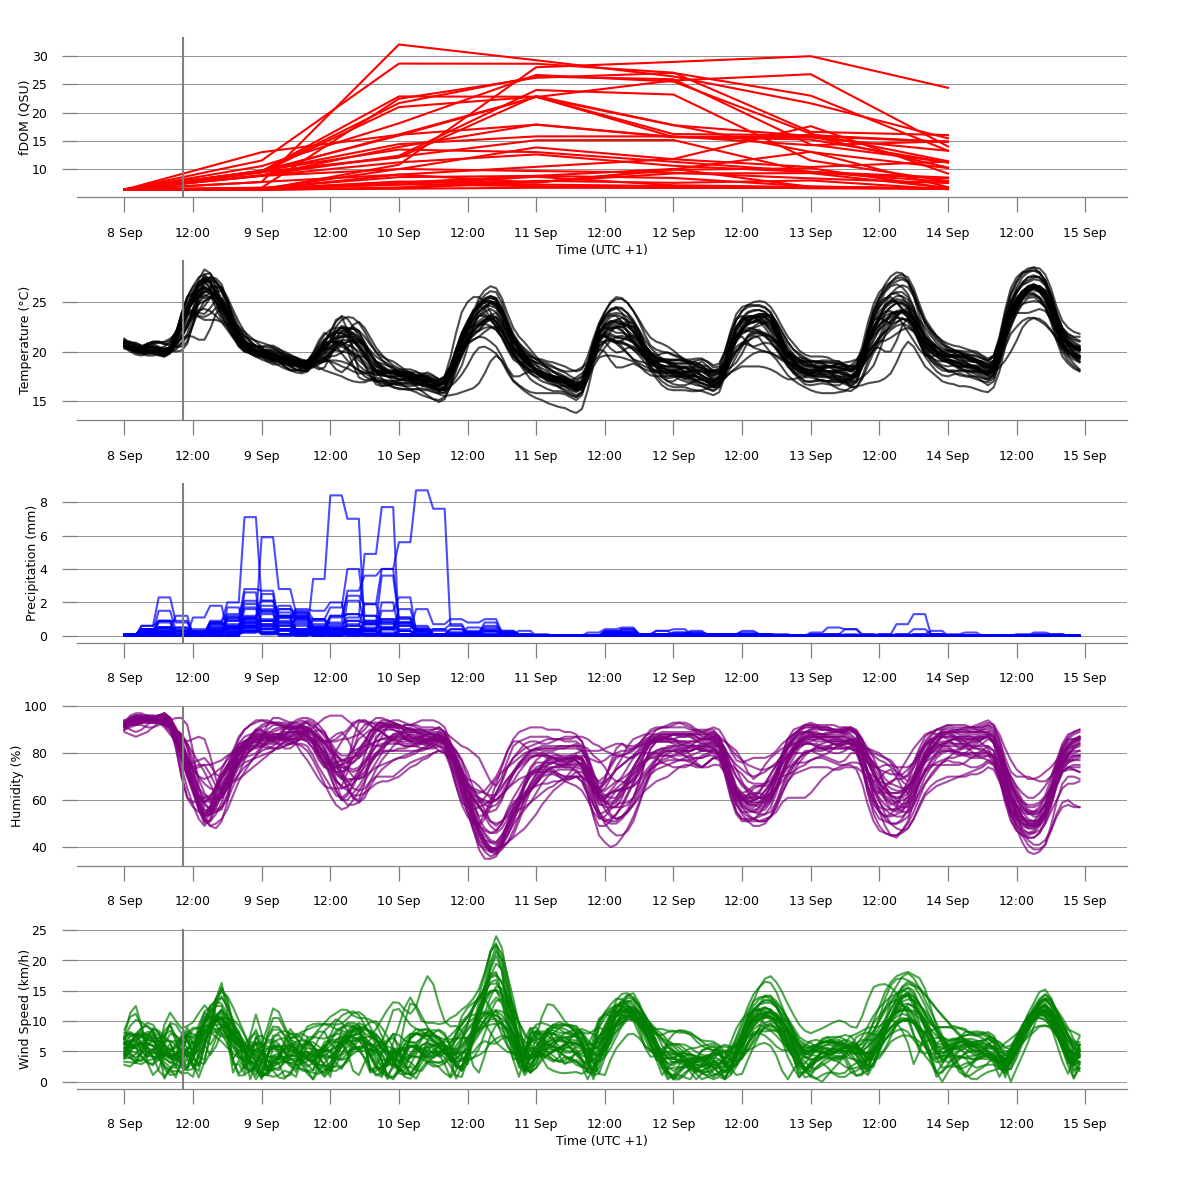 fDOM (QSU)
30
25
20
15
10
8 Sep 12:00 9 Sep 12:00 10 Sep 12:00 11 Sep 12:00 12 Sep 12:00 13 Sep 12:00 14 Sep 12:00 15 Sep
Time (UTC +1)
Temperature (°C)
25
20
15
8 Sep 12:00 9 Sep 12:00 10 Sep 12:00 11 Sep 12:00 12 Sep 12:00 13 Sep 12:00 14 Sep 12:00 15 Sep
Precipitation (mm)
8
6
4
2
0
8 Sep 12:00 9 Sep 12:00 10 Sep 12:00 11 Sep 12:00 12 Sep 12:00 13 Sep 12:00 14 Sep 12:00 15 Sep
Humidity (%)
100
80
60
40
8 Sep 12:00 9 Sep 12:00 10 Sep 12:00 11 Sep 12:00 12 Sep 12:00 13 Sep 12:00 14 Sep 12:00 15 Sep
Wind Speed (km/h)
25
20
15
10
5
0
8 Sep 12:00 9 Sep 12:00 10 Sep 12:00 11 Sep 12:00 12 Sep 12:00 13 Sep 12:00 14 Sep 12:00 15 Sep
Time (UTC +1)